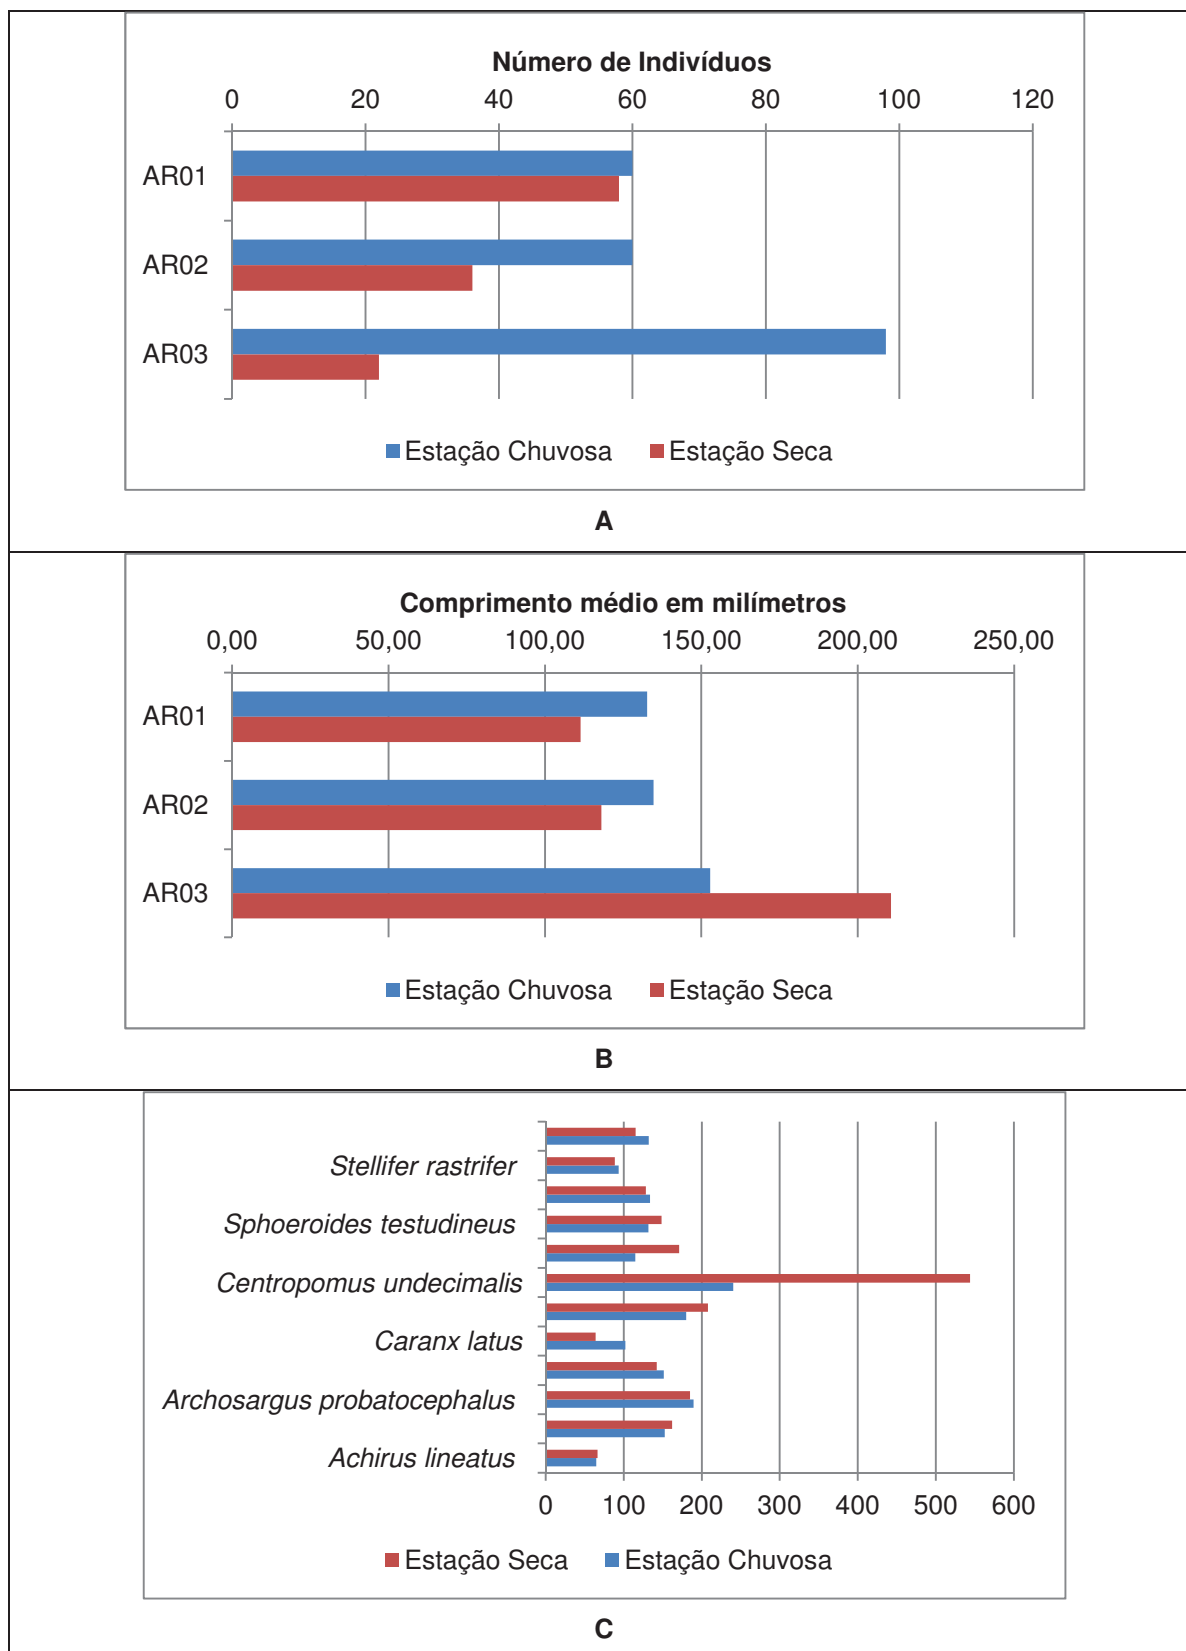 Número de Indivíduos
0 20 40 60 80 100 120
AR01
AR02
AR03
Estação Chuvosa Estação Seca
A
Comprimento médio em milímetros
0,00 50,00 100,00 150,00 200,00 250,00
AR01
AR02
AR03
Estação Chuvosa Estação Seca
B
Stellifer rastrifer
Sphoeroides testudineus
Centropomus undecimalis
Caranx latus
Archosargus probatocephalus
Achirus lineatus
0 100 200 300 400 500 600
Estação Seca Estação Chuvosa
C